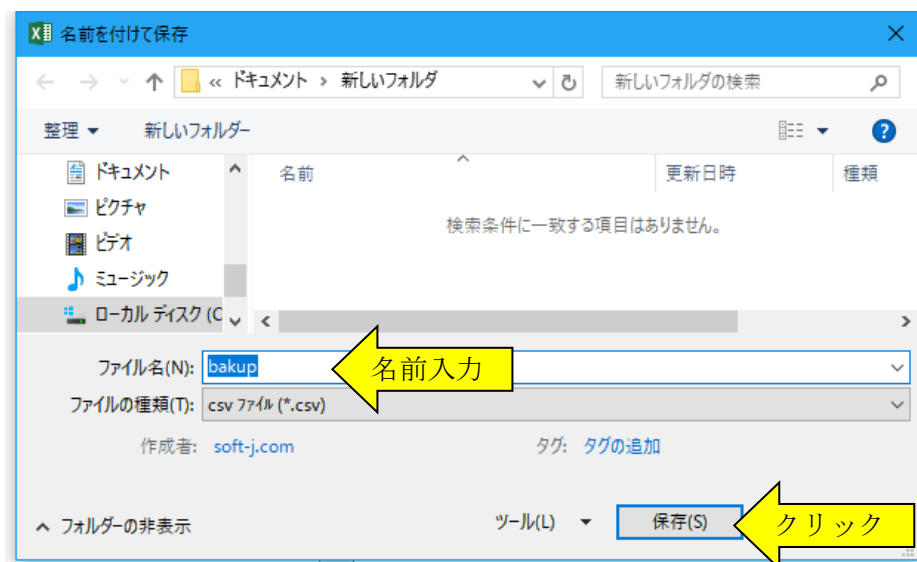 名前を付けて保存
« ドキュメント › 新しいフォルダ
新しいフォルダの検索
整理 新しいフォルダー
ドキュメント
ピクチャ
ビデオ
ミュージック
ローカル ディスク (C
名前 更新日時 種類
検索条件に一致する項目はありません。
ファイル名(N): bakup
名前入力
ファイルの種類(T): csv ファイル (*.csv)
作成者: soft-j.com タグ: タグの追加
フォルダーの非表示 ツール(L) 保存(S)
クリック